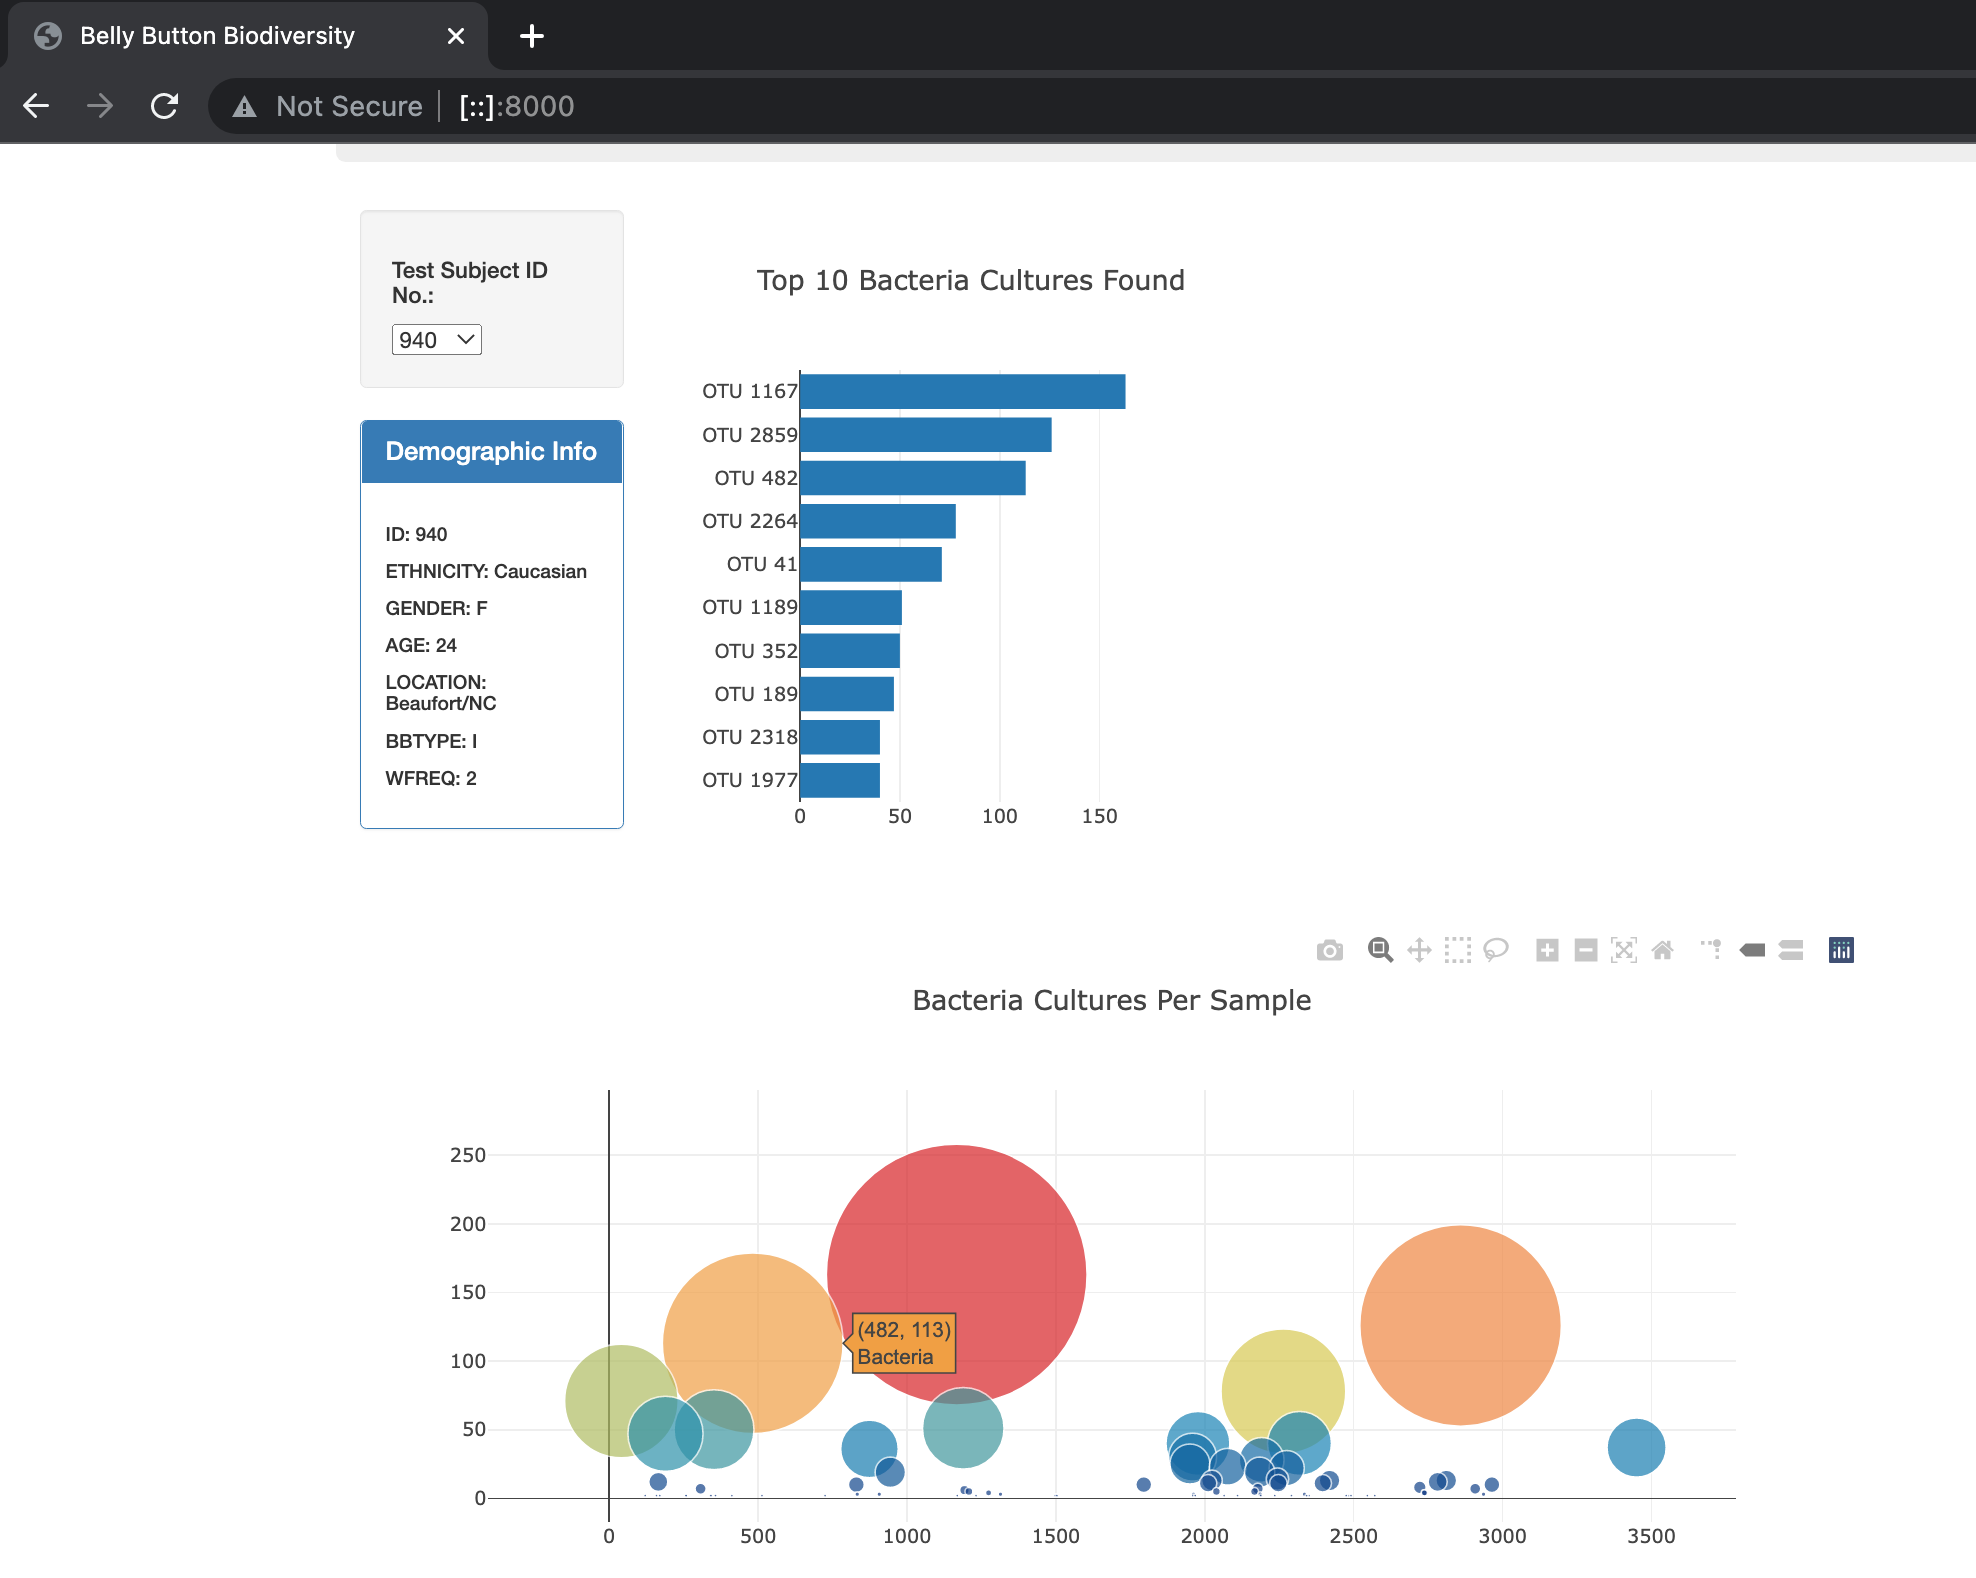 Belly Button Biodiversity
Not Secure | [::]:8000
Test Subject ID
No.:
940
Demographic Info
ID: 940
ETHNICITY: Caucasian
GENDER: F
AGE: 24
LOCATION:
Beaufort/NC
BBTYPE: I
WFREQ: 2
Top 10 Bacteria Cultures Found
OTU 1167
OTU 2859
OTU 482
OTU 2264
OTU 41
OTU 1189
OTU 352
OTU 189
OTU 2318
OTU 1977
0 50 100 150
Bacteria Cultures Per Sample
250
200
150
100
50
0
(482, 113)
Bacteria
0 500 1000 1500 2000 2500 3000 3500